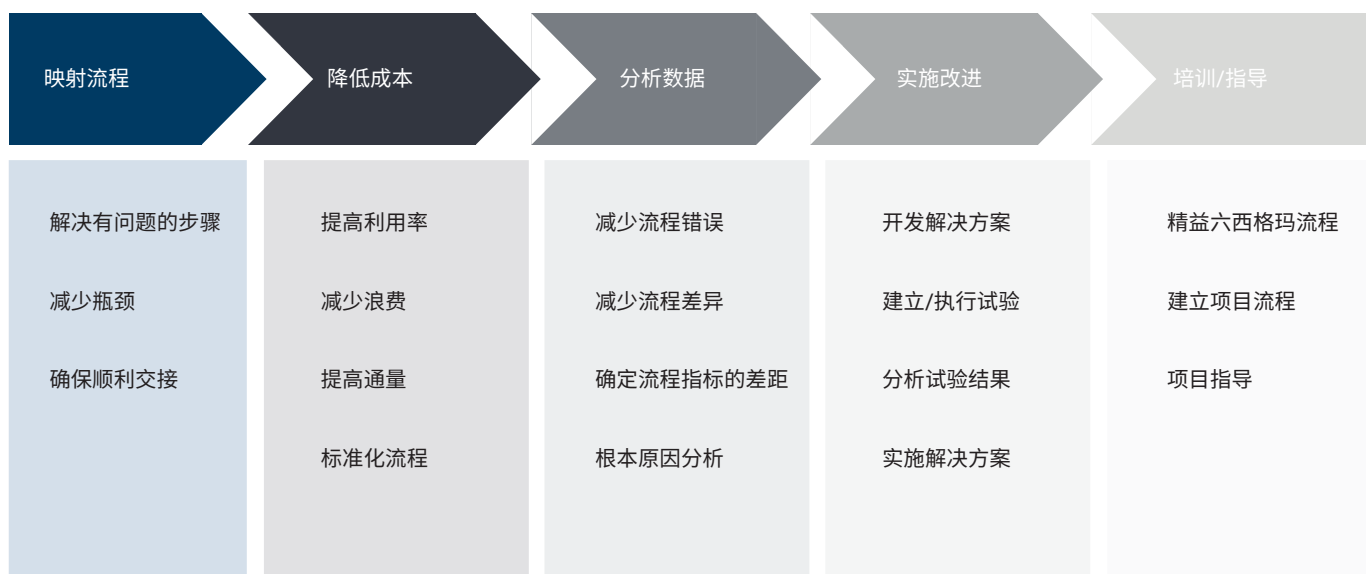 映射流程
降低成本
分析数据
实施改进
培训/指导
解决有问题的步骤
减少瓶颈
确保顺利交接
提高利用率
减少浪费
提高通量
标准化流程
减少流程错误
减少流程差异
确定流程指标的差距
根本原因分析
开发解决方案
建立/执行试验
分析试验结果
实施解决方案
精益六西格玛流程
建立项目流程
项目指导